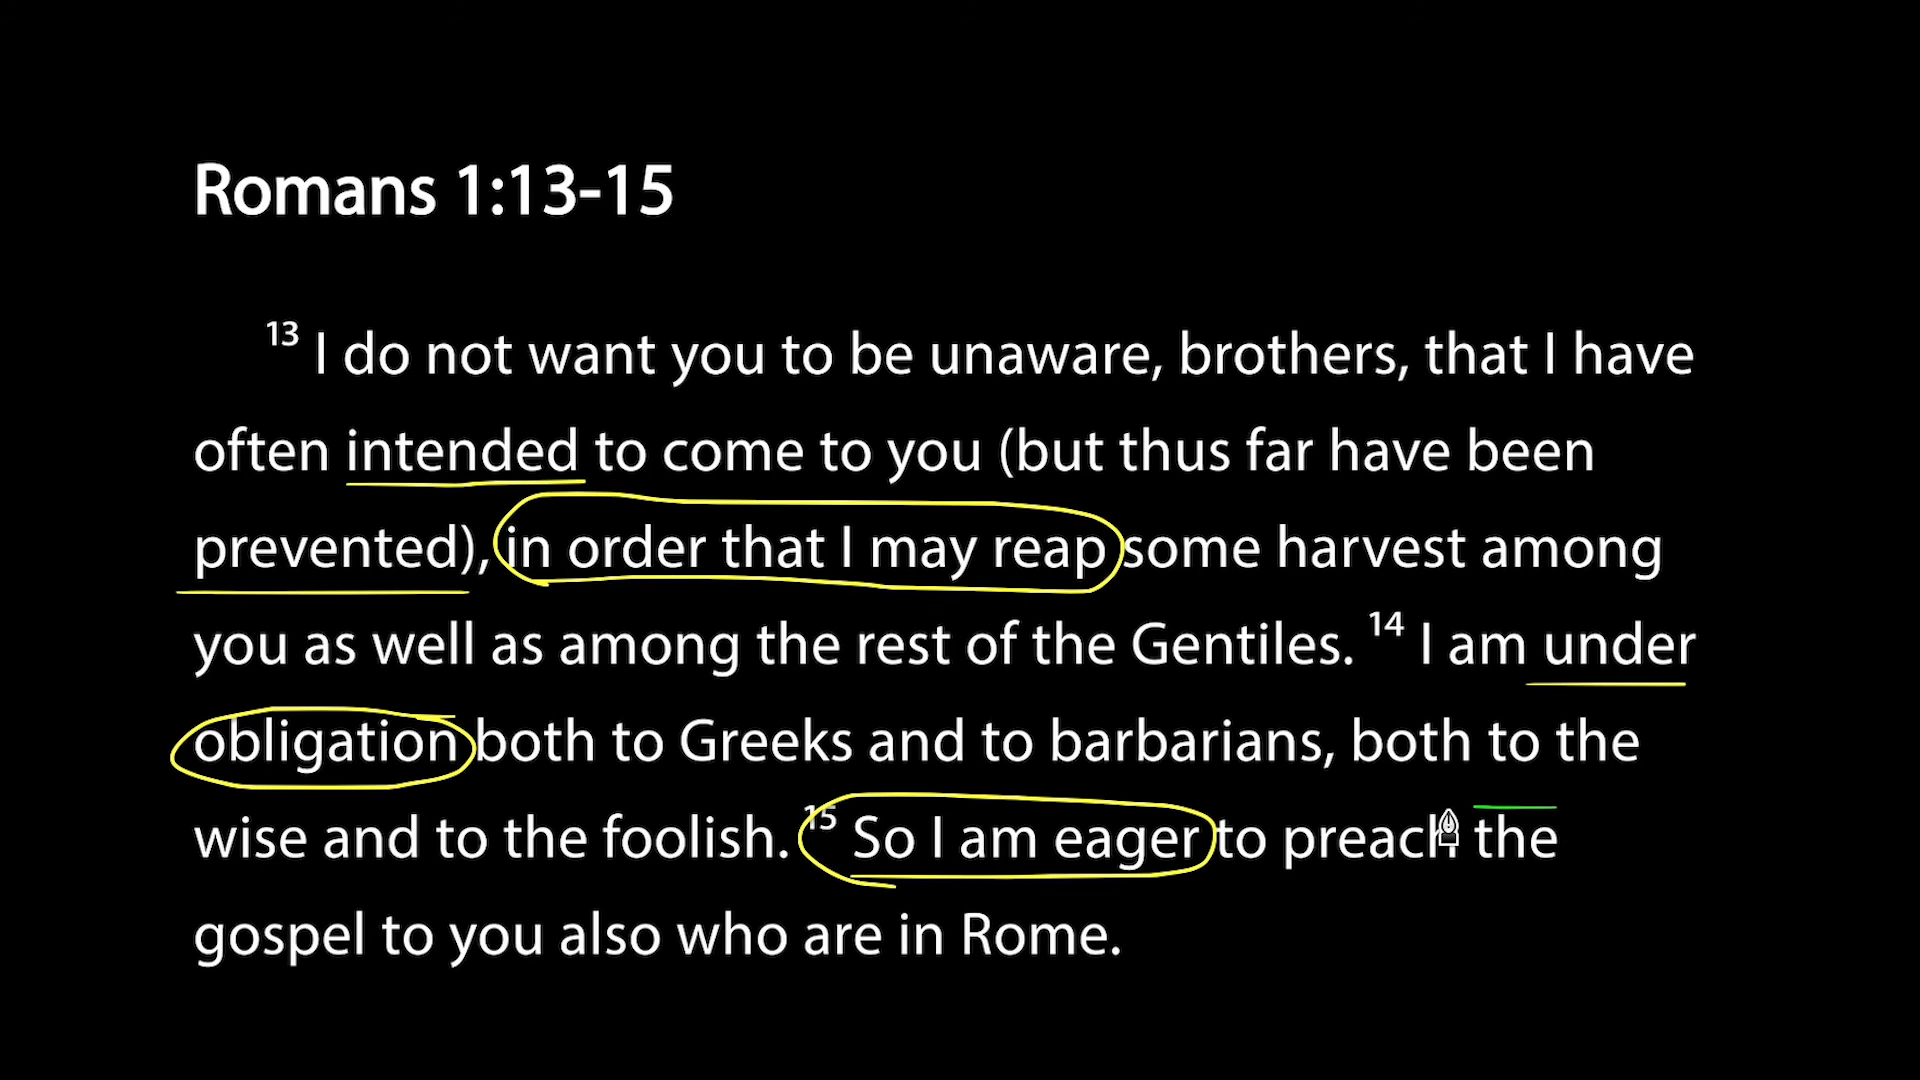 Romans 1:13-15
13 I do not want you to be unaware, brothers, that I have
often intended to come to you (but thus far have been
prevented), in order that I may reap some harvest among
you as well as among the rest of the Gentiles. 14 I am under
obligation both to Greeks and to barbarians, both to the
wise and to the foolish. 15 So I am eager to preach the
gospel to you also who are in Rome.